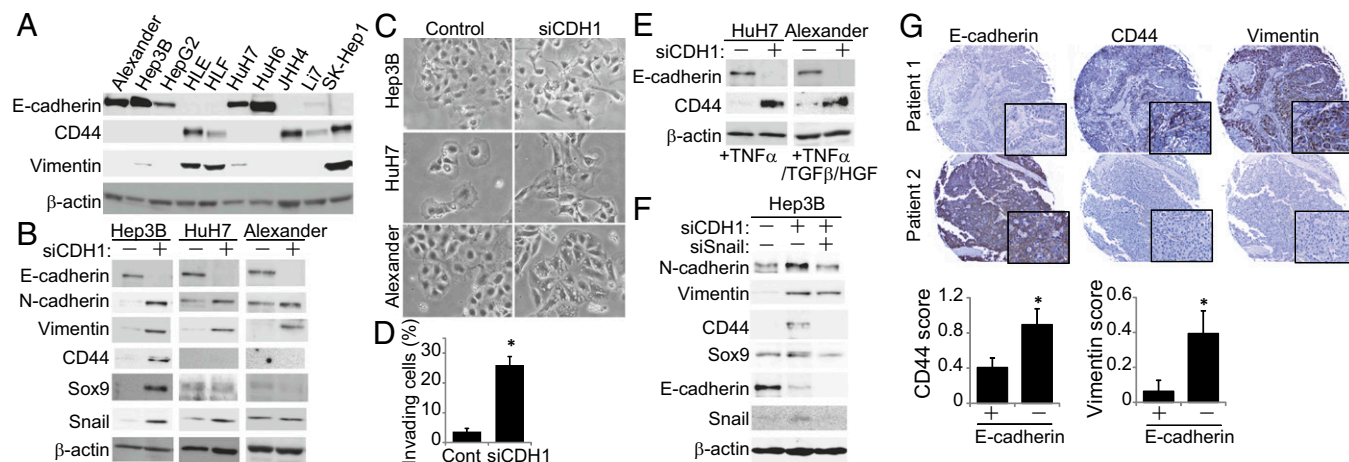 A
Alexander
Hep3B
HepG2
HLE
HLF
HuH7
HuH6
JHH4
Li7
SK-Hep1
E-cadherin
CD44
Vimentin
β-actin
B
Hep3B HuH7 Alexander
siCDH1: − + − + − +
E-cadherin
N-cadherin
Vimentin
CD44
Sox9
Snail
β-actin
C
Control siCDH1
Hep3B
HuH7
Alexander
D
Invading cells (%)
30
20
10
0
*
Cont siCDH1
E
HuH7 Alexander
siCDH1: − + − +
E-cadherin
CD44
β-actin
+TNFα +TNFα
/TGFβ/HGF
F
Hep3B
siCDH1: − + +
siSnail: − − +
N-cadherin
Vimentin
CD44
Sox9
E-cadherin
Snail
β-actin
G
E-cadherin CD44 Vimentin
Patient 1
Patient 2
CD44 score
1.2
0.8
0.4
0
*
+ −
E-cadherin
Vimentin score
0.6
0.4
0.2
0
*
+ −
E-cadherin